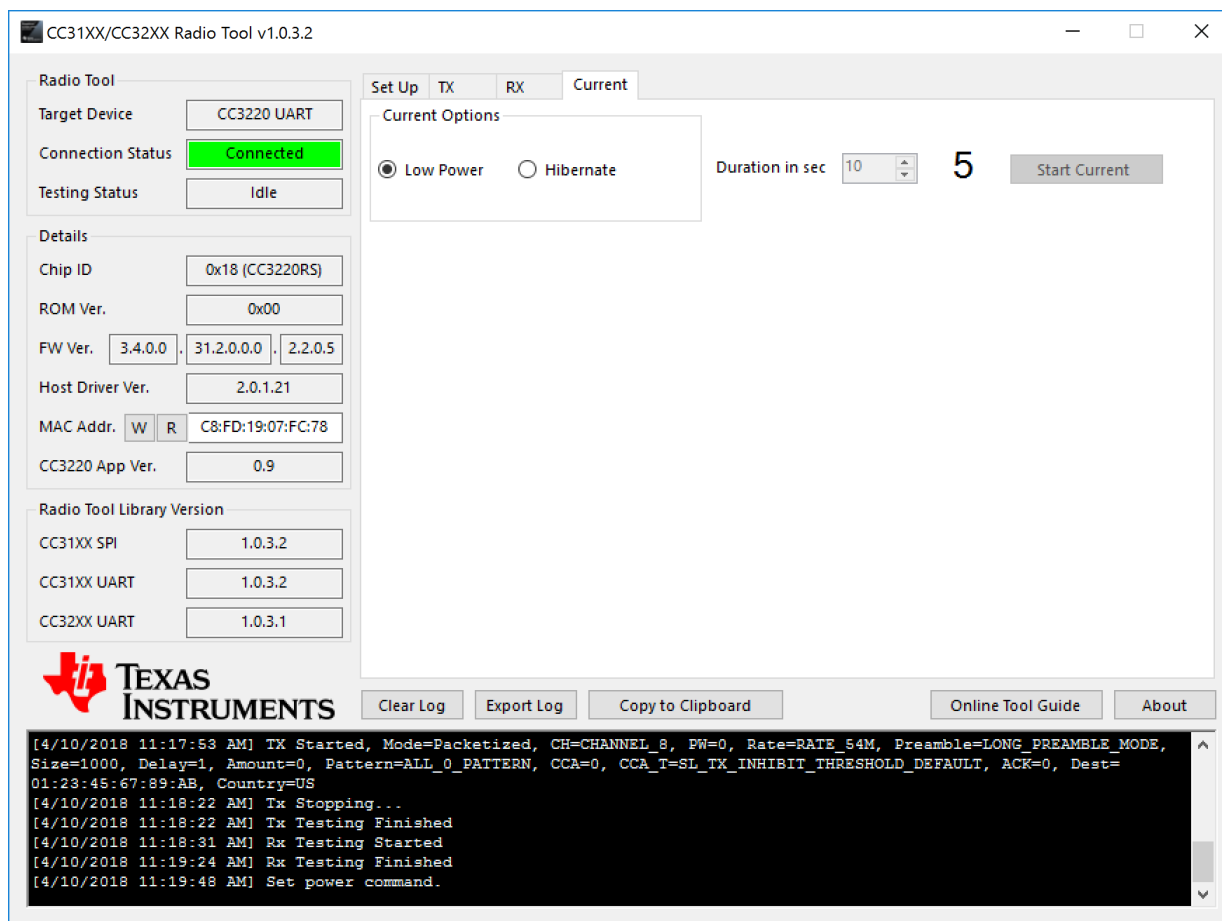 CC31XX/CC32XX Radio Tool v1.0.3.2
Radio Tool
Target Device CC3220 UART
Connection Status Connected
Testing Status Idle
Details
Chip ID 0x18 (CC3220RS)
ROM Ver. 0x00
FW Ver. 3.4.0.0 . 31.2.0.0.0 . 2.2.0.5
Host Driver Ver. 2.0.1.21
MAC Addr. W R C8:FD:19:07:FC:78
CC3220 App Ver. 0.9
Radio Tool Library Version
CC31XX SPI 1.0.3.2
CC31XX UART 1.0.3.2
CC32XX UART 1.0.3.1
TEXAS
INSTRUMENTS
Set Up TX RX Current
Current Options
Low Power Hibernate Duration in sec 10 5 Start Current
Clear Log Export Log Copy to Clipboard Online Tool Guide About
[4/10/2018 11:17:53 AM] TX Started, Mode=Packetized, CH=CHANNEL_8, PW=0, Rate=RATE_54M, Preamble=LONG_PREAMBLE_MODE,
Size=1000, Delay=1, Amount=0, Pattern=ALL_0_PATTERN, CCA=0, CCA_T=SL_TX_INHIBIT_THRESHOLD_DEFAULT, ACK=0, Dest=
01:23:45:67:89:AB, Country=US
[4/10/2018 11:18:22 AM] Tx Stopping...
[4/10/2018 11:18:22 AM] Tx Testing Finished
[4/10/2018 11:18:31 AM] Rx Testing Started
[4/10/2018 11:19:24 AM] Rx Testing Finished
[4/10/2018 11:19:48 AM] Set power command.